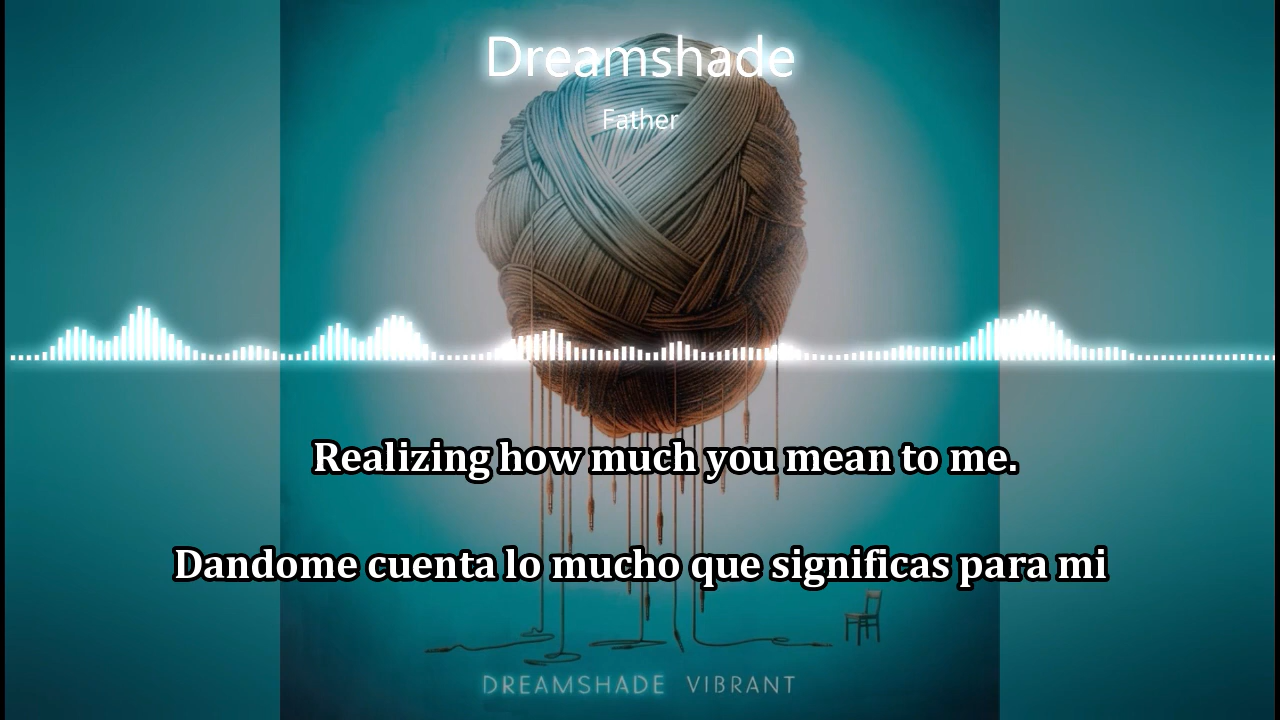 Dreamshade
Father
Realizing how much you mean to me.
Dandome cuenta lo mucho que significas para mi
DREAMSHADE VIBRANT